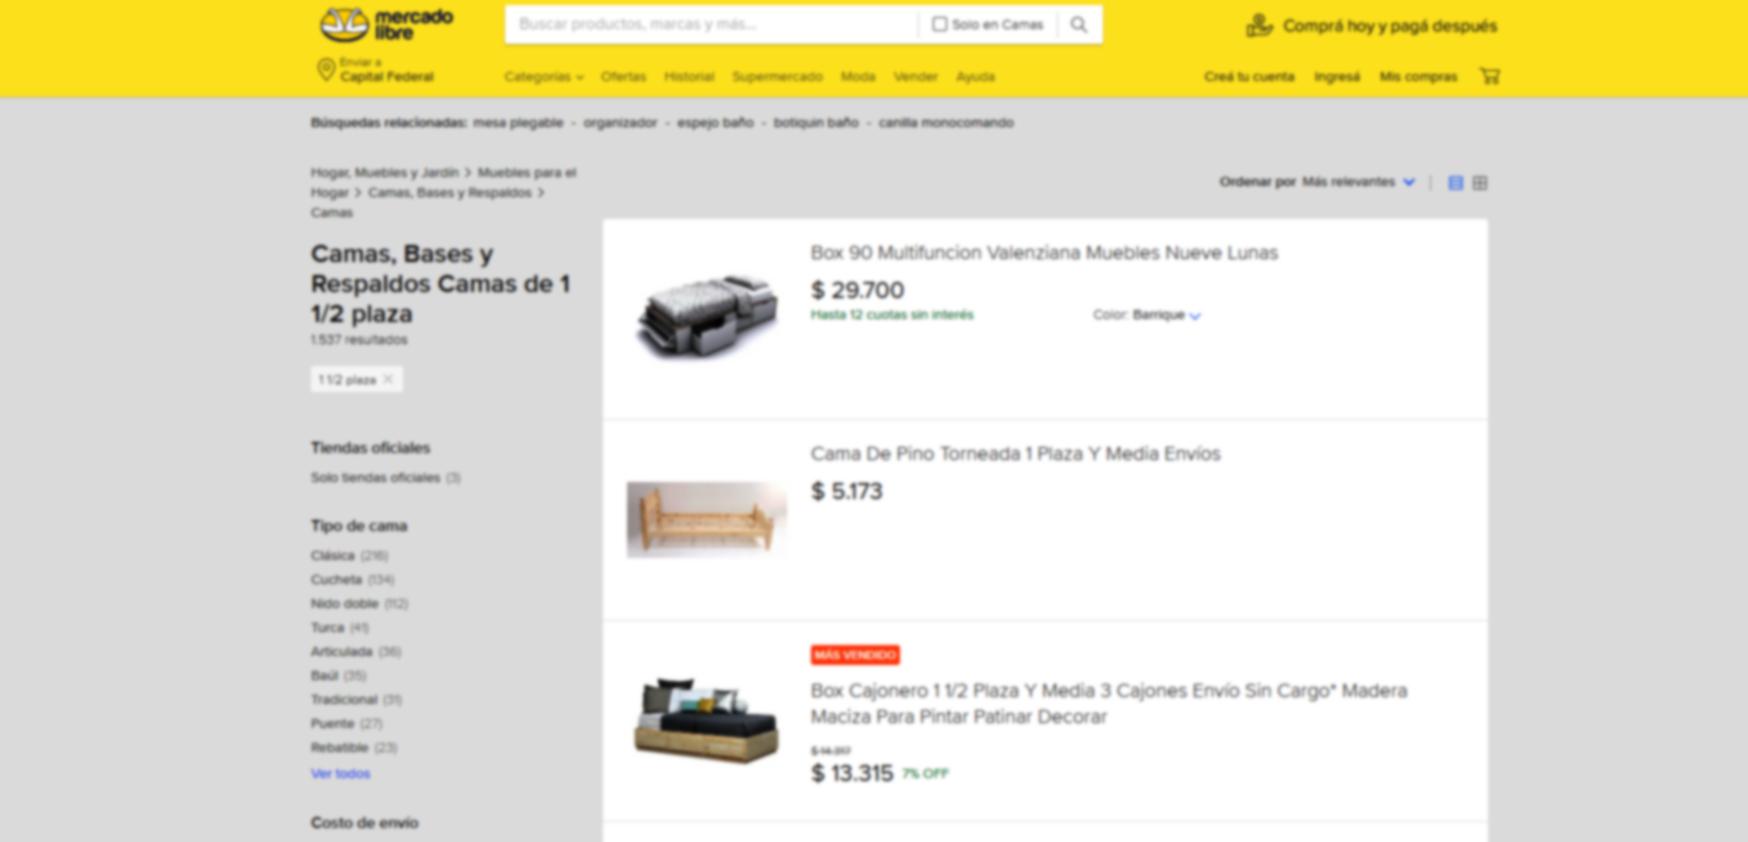 mercado
libre
Buscar productos, marcas y más...
Solo en Camas
Comprá hoy y pagá después
Enviar a
Capital Federal
Categorías Ofertas Historial Supermercado Moda Vender Ayuda
Creá tu cuenta Ingresá Mis compras
Búsquedas relacionadas: mesa plegable - organizador - espejo baño - botiquin baño - canilla monocomando
Hogar, Muebles y Jardín > Muebles para el
Hogar > Camas, Bases y Respaldos >
Camas
Ordenar por Más relevantes
Camas, Bases y
Respaldos Camas de 1
1/2 plaza
1.537 resultados
1 1/2 plaza
Tiendas oficiales
Solo tiendas oficiales (3)
Tipo de cama
Clásica (216)
Cucheta (134)
Nido doble (112)
Turca (41)
Articulada (36)
Baúl (35)
Tradicional (31)
Puente (27)
Rebatible (23)
Ver todos
Costo de envío
Box 90 Multifuncion Valenziana Muebles Nueve Lunas
$ 29.700
Hasta 12 cuotas sin interés
Color: Barrique
Cama De Pino Torneada 1 Plaza Y Media Envíos
$ 5.173
MÁS VENDIDO
Box Cajonero 1 1/2 Plaza Y Media 3 Cajones Envío Sin Cargo* Madera
Maciza Para Pintar Patinar Decorar
$ 14.317
$ 13.315 7% OFF